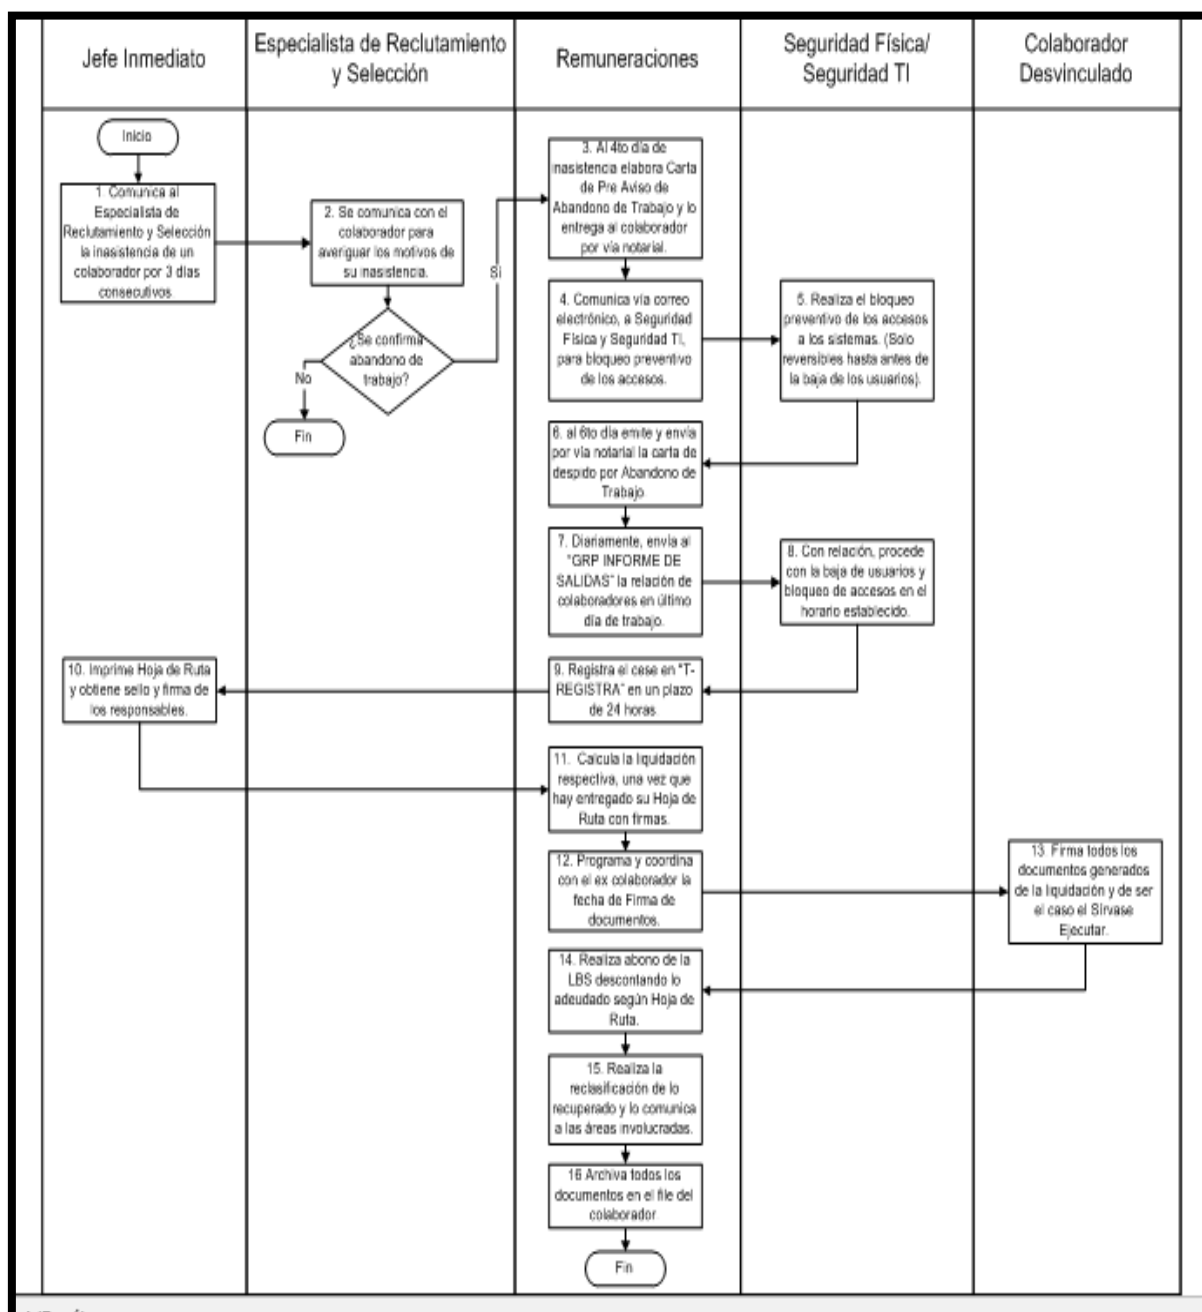 Jefe Inmediato
Especialista de Reclutamiento
y Selección
Remuneraciones
Seguridad Física/
Seguridad TI
Colaborador
Desvinculado
Inicio
1. Comunica al
Especialista de
Reclutamiento y Selección
la inasistencia de un
colaborador por 3 días
consecutivos
2. Se comunica con el
colaborador para
averiguar los motivos de
su inasistencia.
¿Se confirma
abandono de
trabajo?
No
Fin
Si
3. Al 4to día de
inasistencia elabora Carta
de Pre Aviso de
Abandono de Trabajo y lo
entrega al colaborador
por vía notarial.
4. Comunica vía correo
electrónico, a Seguridad
Física y Seguridad TI,
para bloqueo preventivo
de los accesos.
5. Realiza el bloqueo
preventivo de los accesos
a los sistemas. (Solo
reversibles hasta antes de
la baja de los usuarios).
6. al 6to día emite y envía
por vía notarial la carta de
despido por Abandono de
Trabajo
7. Diariamente, envía al
"GRP INFORME DE
SALIDAS" la relación de
colaboradores en último
día de trabajo.
8. Con relación, procede
con la baja de usuarios y
bloqueo de accesos en el
horario establecido.
9. Registra el cese en "T-
REGISTRA" en un plazo
de 24 horas
10. Imprime Hoja de Ruta
y obtiene sello y firma de
los responsables.
11. Calcula la liquidación
respectiva, una vez que
hay entregado su Hoja de
Ruta con firmas.
12. Programa y coordina
con el ex colaborador la
fecha de Firma de
documentos.
13. Firma todos los
documentos generados
de la liquidación y de ser
el caso el Sírvase
Ejecutar.
14. Realiza abono de la
LBS descontando lo
adeudado según Hoja de
Ruta.
15. Realiza la
reclasificación de lo
recuperado y lo comunica
a las áreas involucradas.
16 Archiva todos los
documentos en el file del
colaborador
Fin